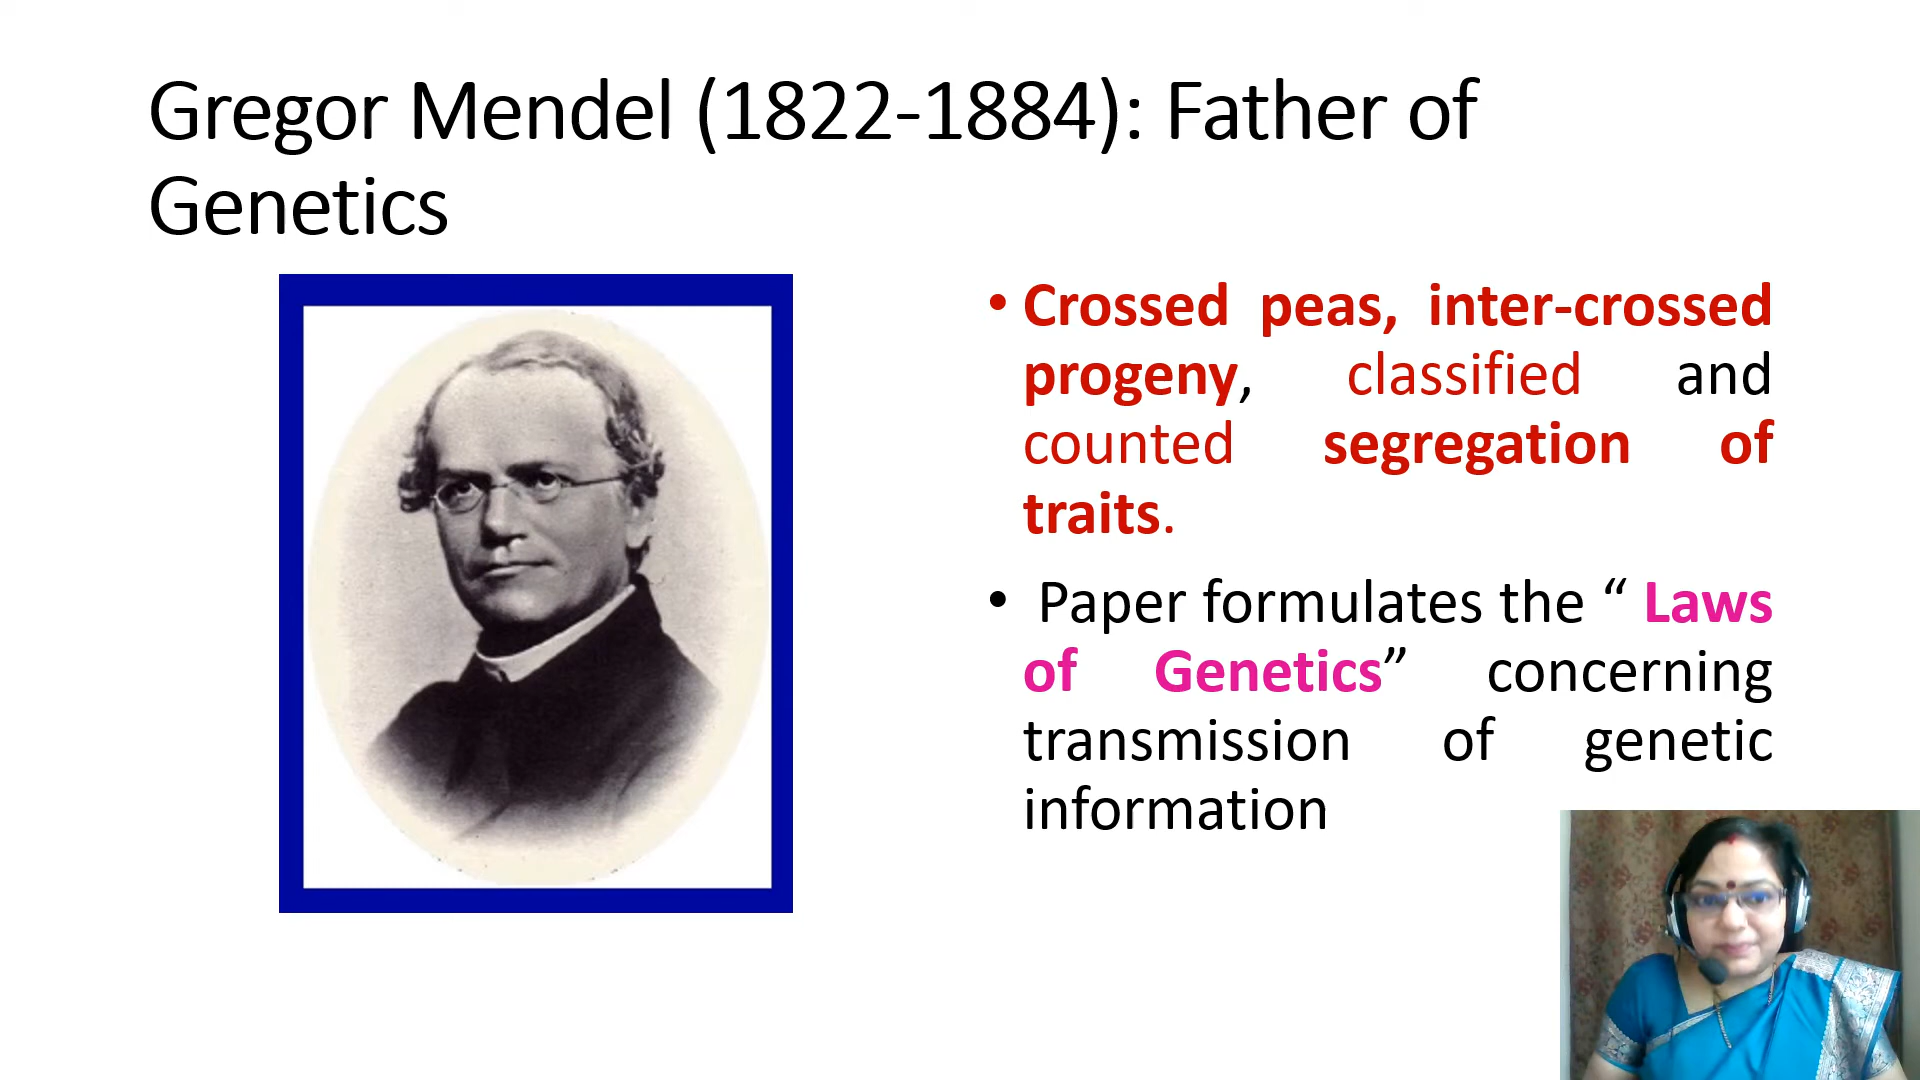 Gregor Mendel (1822-1884): Father of
Genetics
• Crossed peas, inter-crossed
progeny, classified and
counted segregation of
traits.
• Paper formulates the “ Laws
of Genetics” concerning
transmission of genetic
information